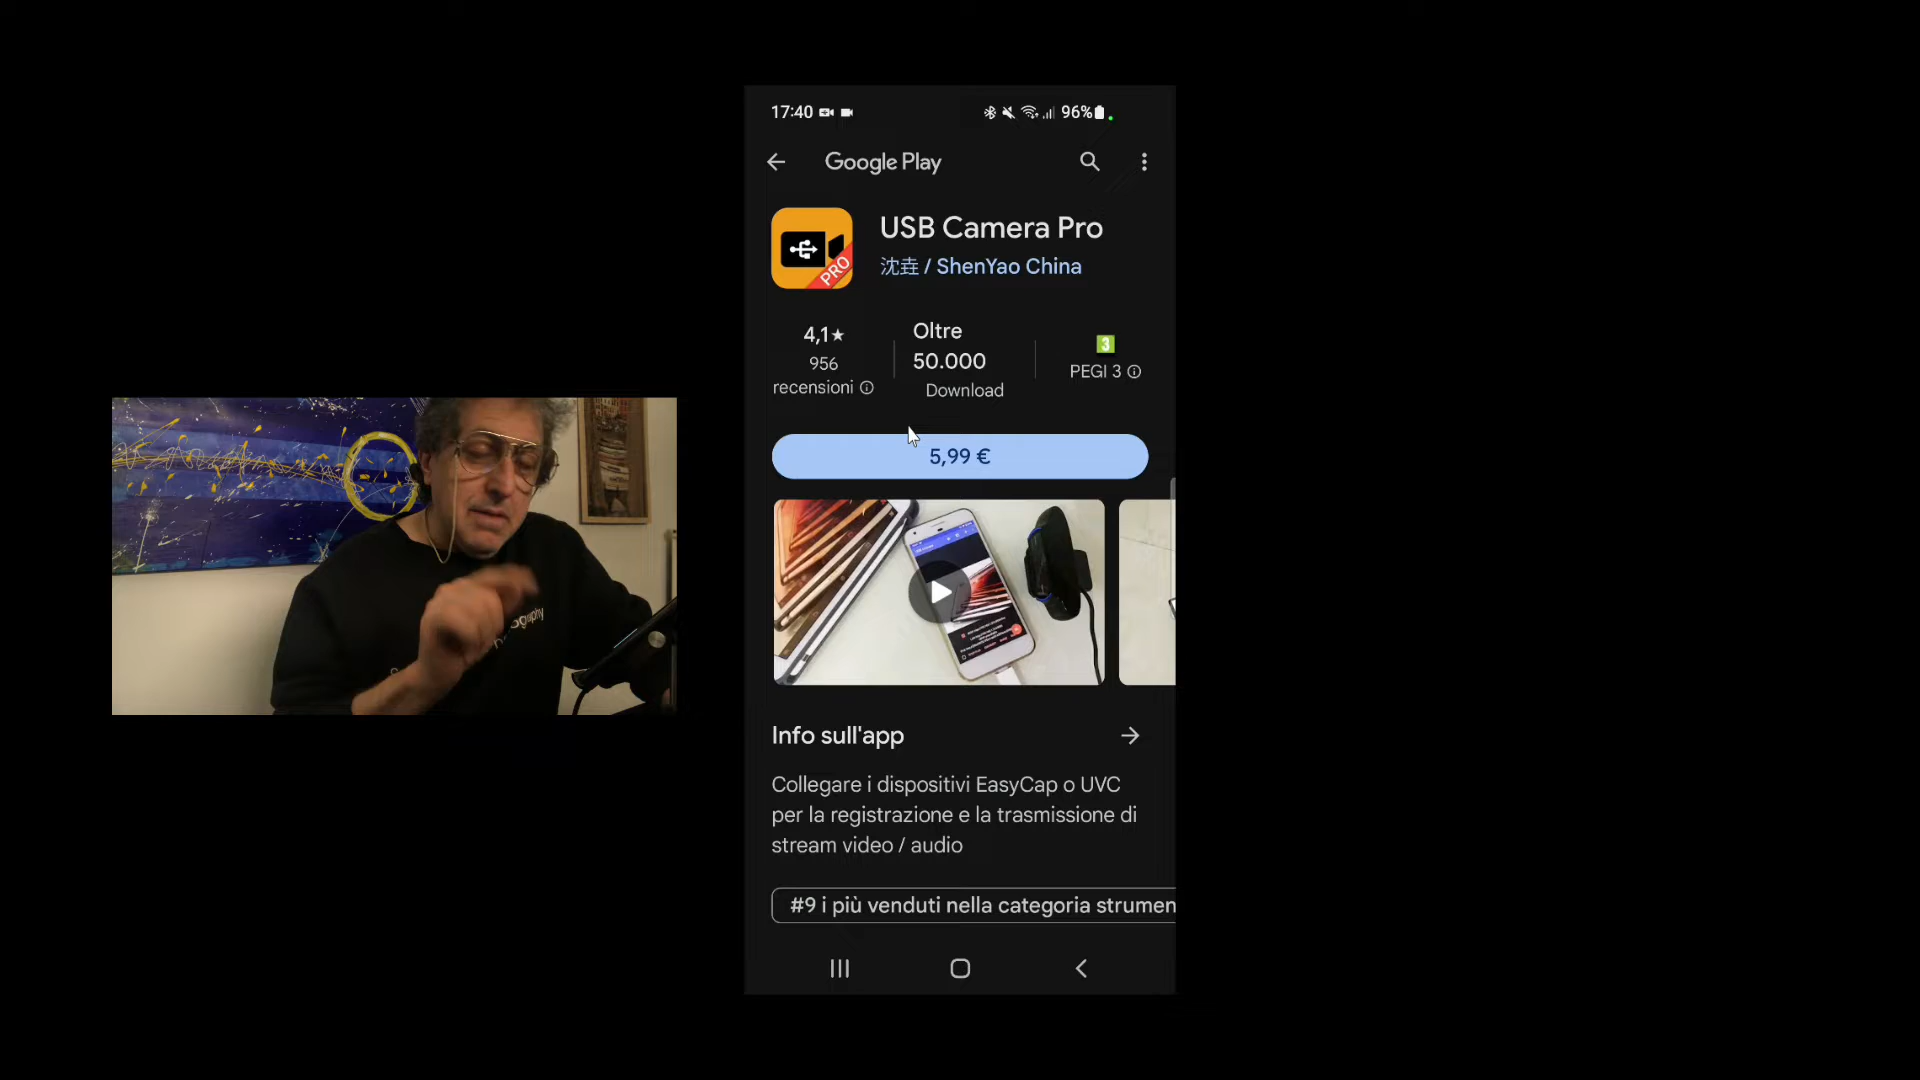 17:40
96%
Google Play
USB Camera Pro
沈垚 / ShenYao China
PRO
4,1★
956
recensioni
Oltre
50.000
Download
3
PEGI 3
5,99 €
Info sull'app
Collegare i dispositivi EasyCap o UVC
per la registrazione e la trasmissione di
stream video / audio
#9 i più venduti nella categoria strumen